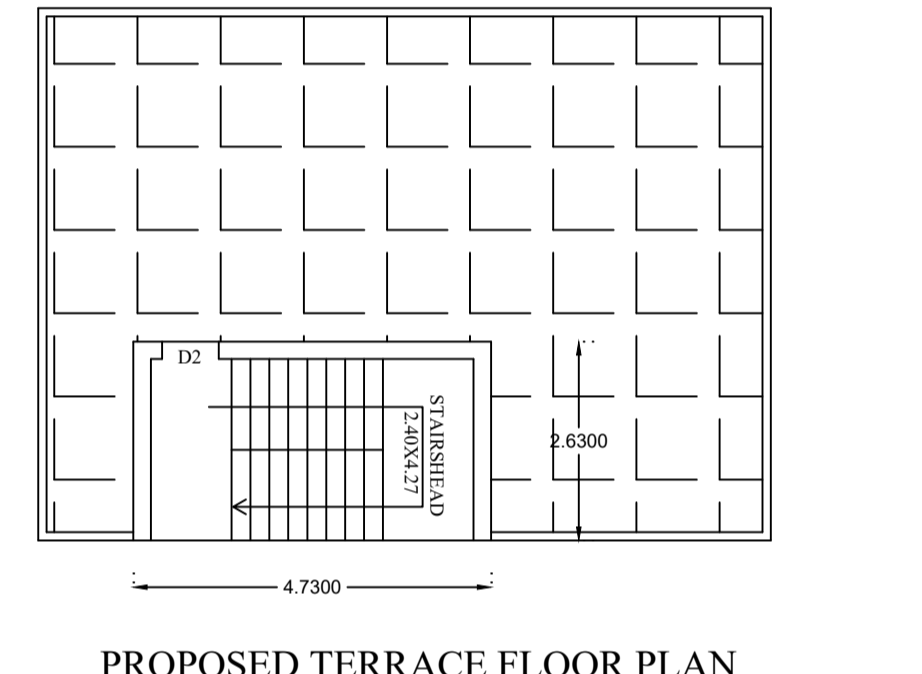 D2
STAIRSHEAD
2.40X4.27
2.6300
4.7300
PROPOSED TERRACE FLOOR PLAN